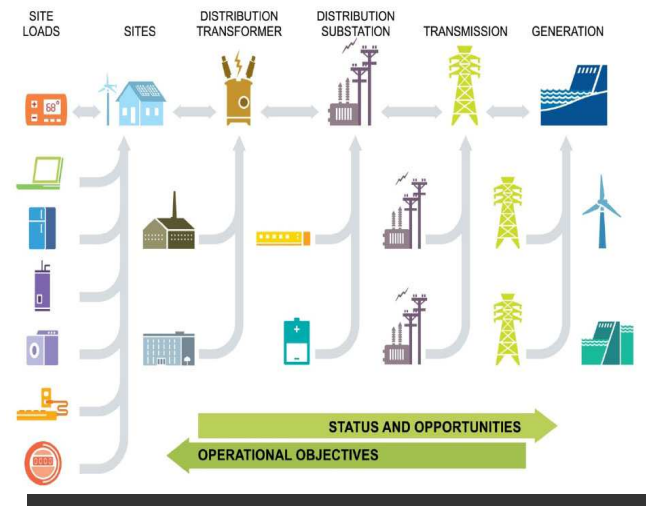 SITE
LOADS
SITES
DISTRIBUTION
TRANSFORMER
DISTRIBUTION
SUBSTATION
TRANSMISSION
GENERATION
68°
STATUS AND OPPORTUNITIES
OPERATIONAL OBJECTIVES